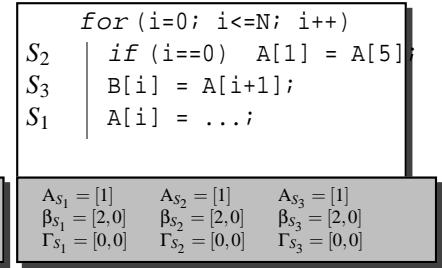 for (i=0; i<=N; i++)
S2 if (i==0) A[1] = A[5];
S3 B[i] = A[i+1];
S1 A[i] = ...;
A_S1 = [1] A_S2 = [1] A_S3 = [1]
β_S1 = [2,0] β_S2 = [2,0] β_S3 = [2,0]
Γ_S1 = [0,0] Γ_S2 = [0,0] Γ_S3 = [0,0]